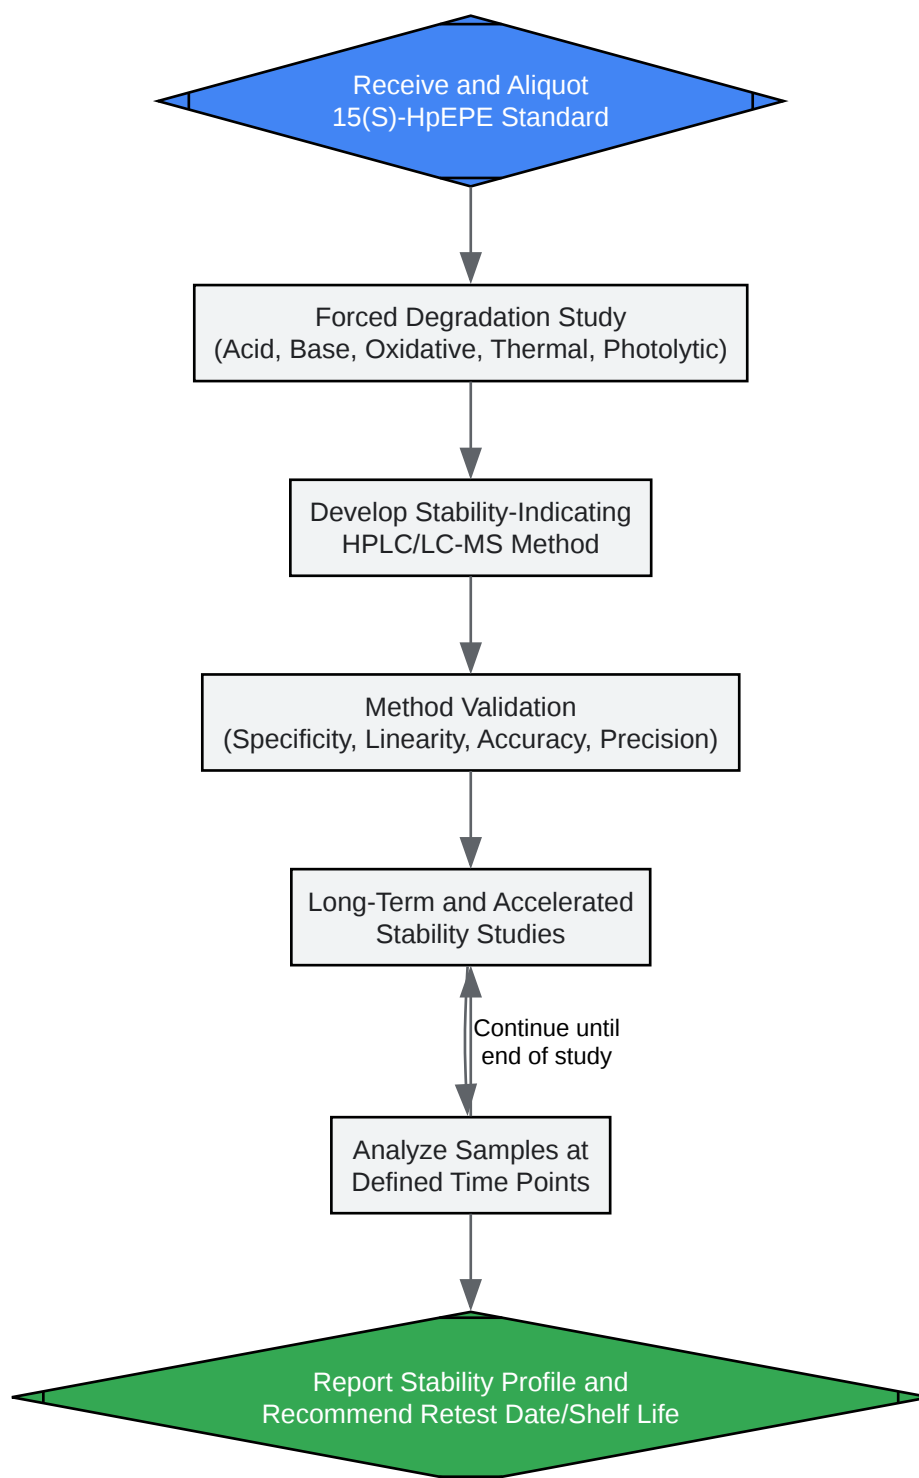 Receive and Aliquot
15(S)-HpEPE Standard
Forced Degradation Study
(Acid, Base, Oxidative, Thermal, Photolytic)
Develop Stability-Indicating
HPLC/LC-MS Method
Method Validation
(Specificity, Linearity, Accuracy, Precision)
Long-Term and Accelerated
Stability Studies
Continue until
end of study
Analyze Samples at
Defined Time Points
Report Stability Profile and
Recommend Retest Date/Shelf Life